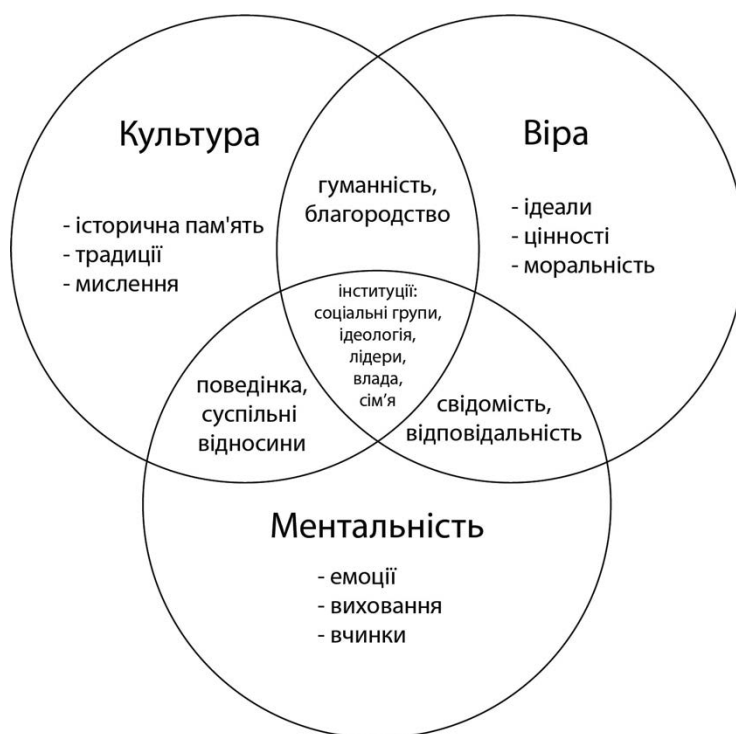 Культура
- історична пам'ять
- традиції
- мислення
гуманність,
благородство
Віра
- ідеали
- цінності
- моральність
інституції:
соціальні групи,
ідеологія,
лідери,
влада,
сім’я
поведінка,
суспільні
відносини
свідомість,
відповідальність
Ментальність
- емоції
- виховання
- вчинки